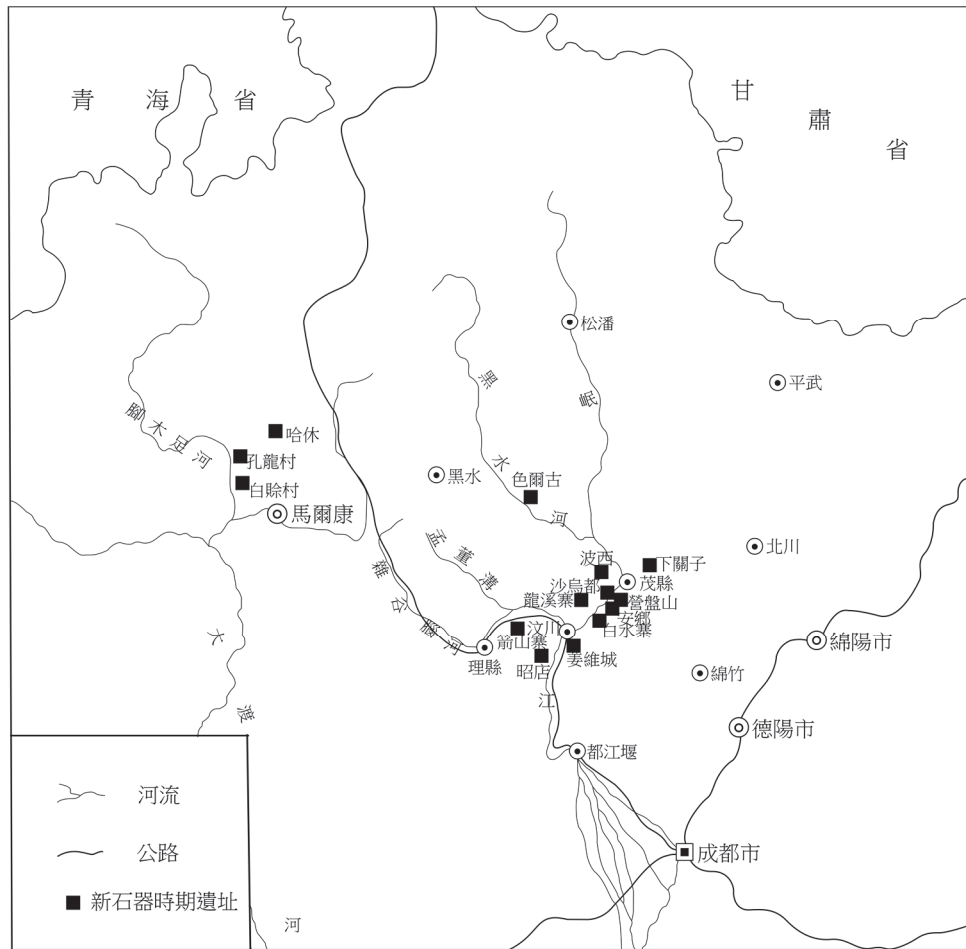 青海省
甘肅省
松潘
平武
黑水河
岷江
腳木足河
哈休
孔龍村
白賒村
馬爾康
黑水
色爾古
孟董溝
雜谷腦河
波西
下關子
茂縣
沙烏都
龍溪寨
營盤山
安鄉
白水寨
北川
汶川
箭山寨
理縣
昭店
姜維城
綿陽市
綿竹
德陽市
大渡河
都江堰
成都市
河流
公路
新石器時期遺址